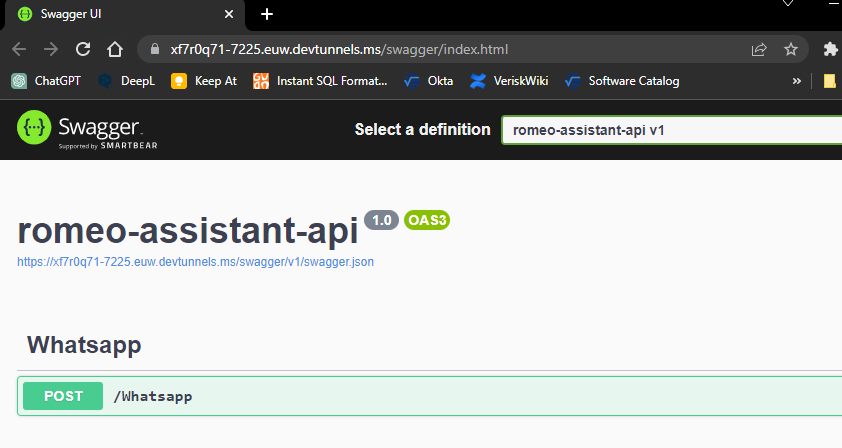 Swagger UI
xf7r0q71-7225.euw.devtunnels.ms/swagger/index.html
ChatGPT DeepL Keep At Instant SQL Format... Okta VeriskWiki Software Catalog »
{...} Swagger. Supported by SMARTBEAR Select a definition romeo-assistant-api v1
romeo-assistant-api 1.0 OAS3
https://xf7r0q71-7225.euw.devtunnels.ms/swagger/v1/swagger.json
Whatsapp
POST /Whatsapp